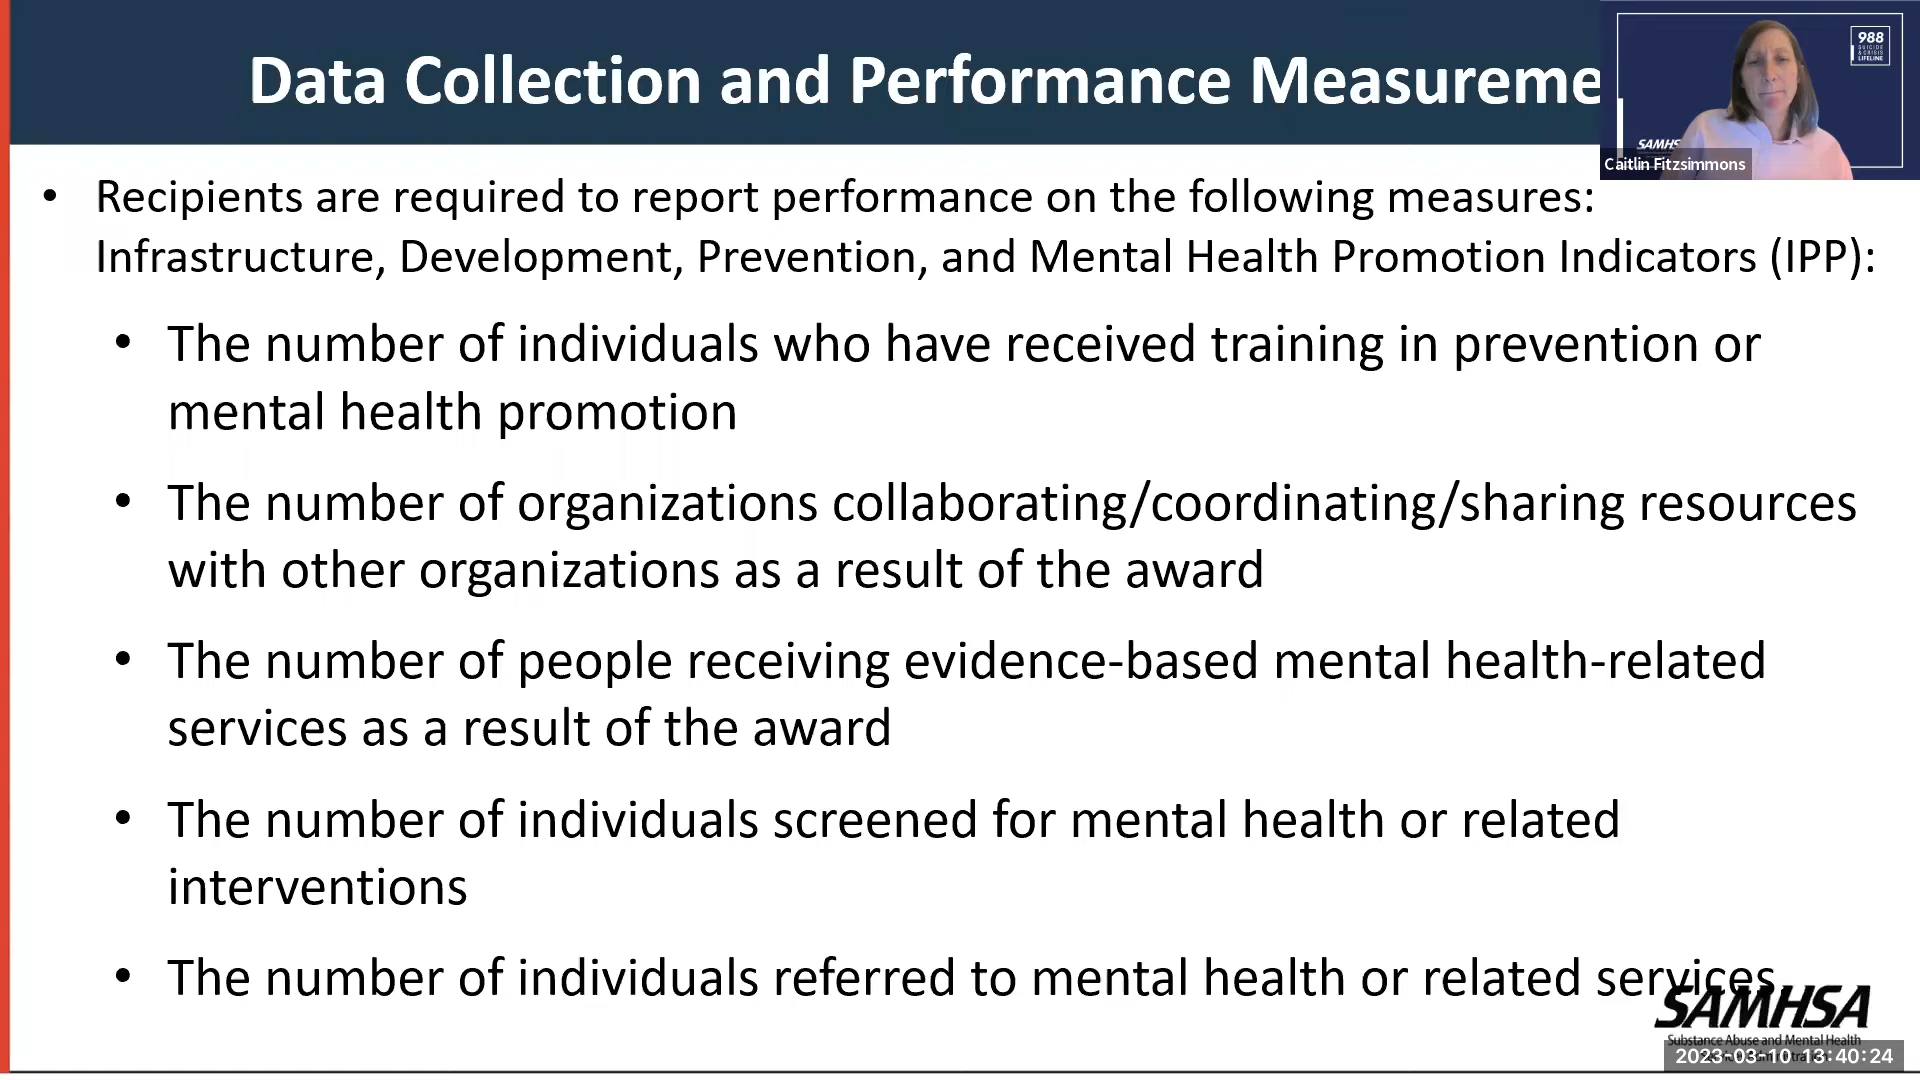 Data Collection and Performance Measureme
988
SUICIDE
& CRISIS
LIFELINE
SAMHS
Caitlin Fitzsimmons
• Recipients are required to report performance on the following measures:
Infrastructure, Development, Prevention, and Mental Health Promotion Indicators (IPP):
• The number of individuals who have received training in prevention or
mental health promotion
• The number of organizations collaborating/coordinating/sharing resources
with other organizations as a result of the award
• The number of people receiving evidence-based mental health-related
services as a result of the award
• The number of individuals screened for mental health or related
interventions
• The number of individuals referred to mental health or related services
SAMHSA
Substance Abuse and Mental Health
2023-03-10 13:40:24